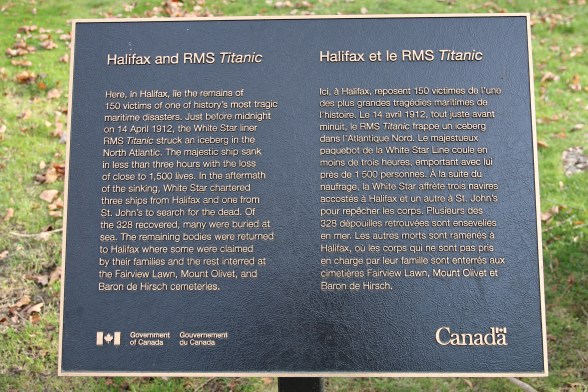 Halifax and RMS Titanic
Here, in Halifax, lie the remains of
150 victims of one of history's most tragic
maritime disasters. Just before midnight
on 14 April 1912, the White Star liner
RMS Titanic struck an iceberg in the
North Atlantic. The majestic ship sank
in less than three hours with the loss
of close to 1,500 lives. In the aftermath
of the sinking, White Star chartered
three ships from Halifax and one from
St. John's to search for the dead. Of
the 328 recovered, many were buried at
sea. The remaining bodies were returned
to Halifax where some were claimed
by their families and the rest interred at
the Fairview Lawn, Mount Olivet, and
Baron de Hirsch cemeteries.
Halifax et le RMS Titanic
Ici, à Halifax, reposent 150 victimes de l'une
des plus grandes tragédies maritimes de
l'histoire. Le 14 avril 1912, tout juste avant
minuit, le RMS Titanic frappe un iceberg
dans l'Atlantique Nord. Le majestueux
paquebot de la White Star Line coule en
moins de trois heures, emportant avec lui
près de 1 500 personnes. À la suite du
naufrage, la White Star affrète trois navires
accostés à Halifax et un autre à St. John's
pour repêcher les corps. Plusieurs des
328 dépouilles retrouvées sont ensevelies
en mer. Les autres morts sont ramenés à
Halifax, où les corps qui ne sont pas pris
en charge par leur famille sont enterrés aux
cimetières Fairview Lawn, Mount Olivet et
Baron de Hirsch.
Government
of Canada
Gouvernement
du Canada
Canada